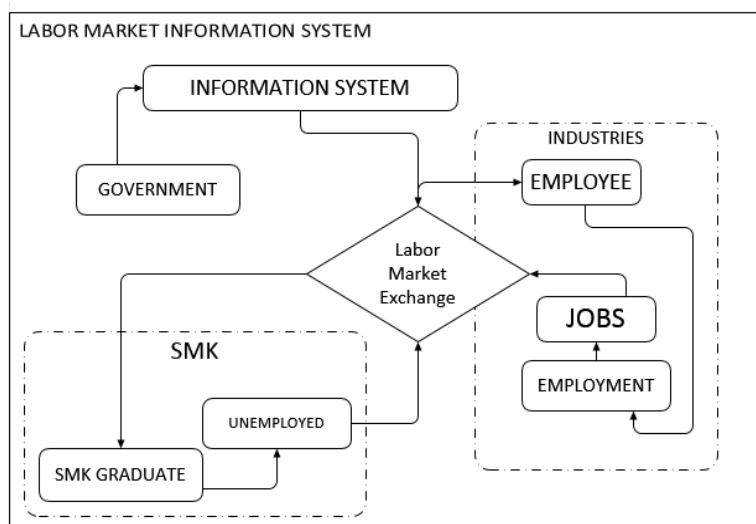 LABOR MARKET INFORMATION SYSTEM
INFORMATION SYSTEM
GOVERNMENT
INDUSTRIES
EMPLOYEE
Labor
Market
Exchange
JOBS
EMPLOYMENT
SMK
UNEMPLOYED
SMK GRADUATE